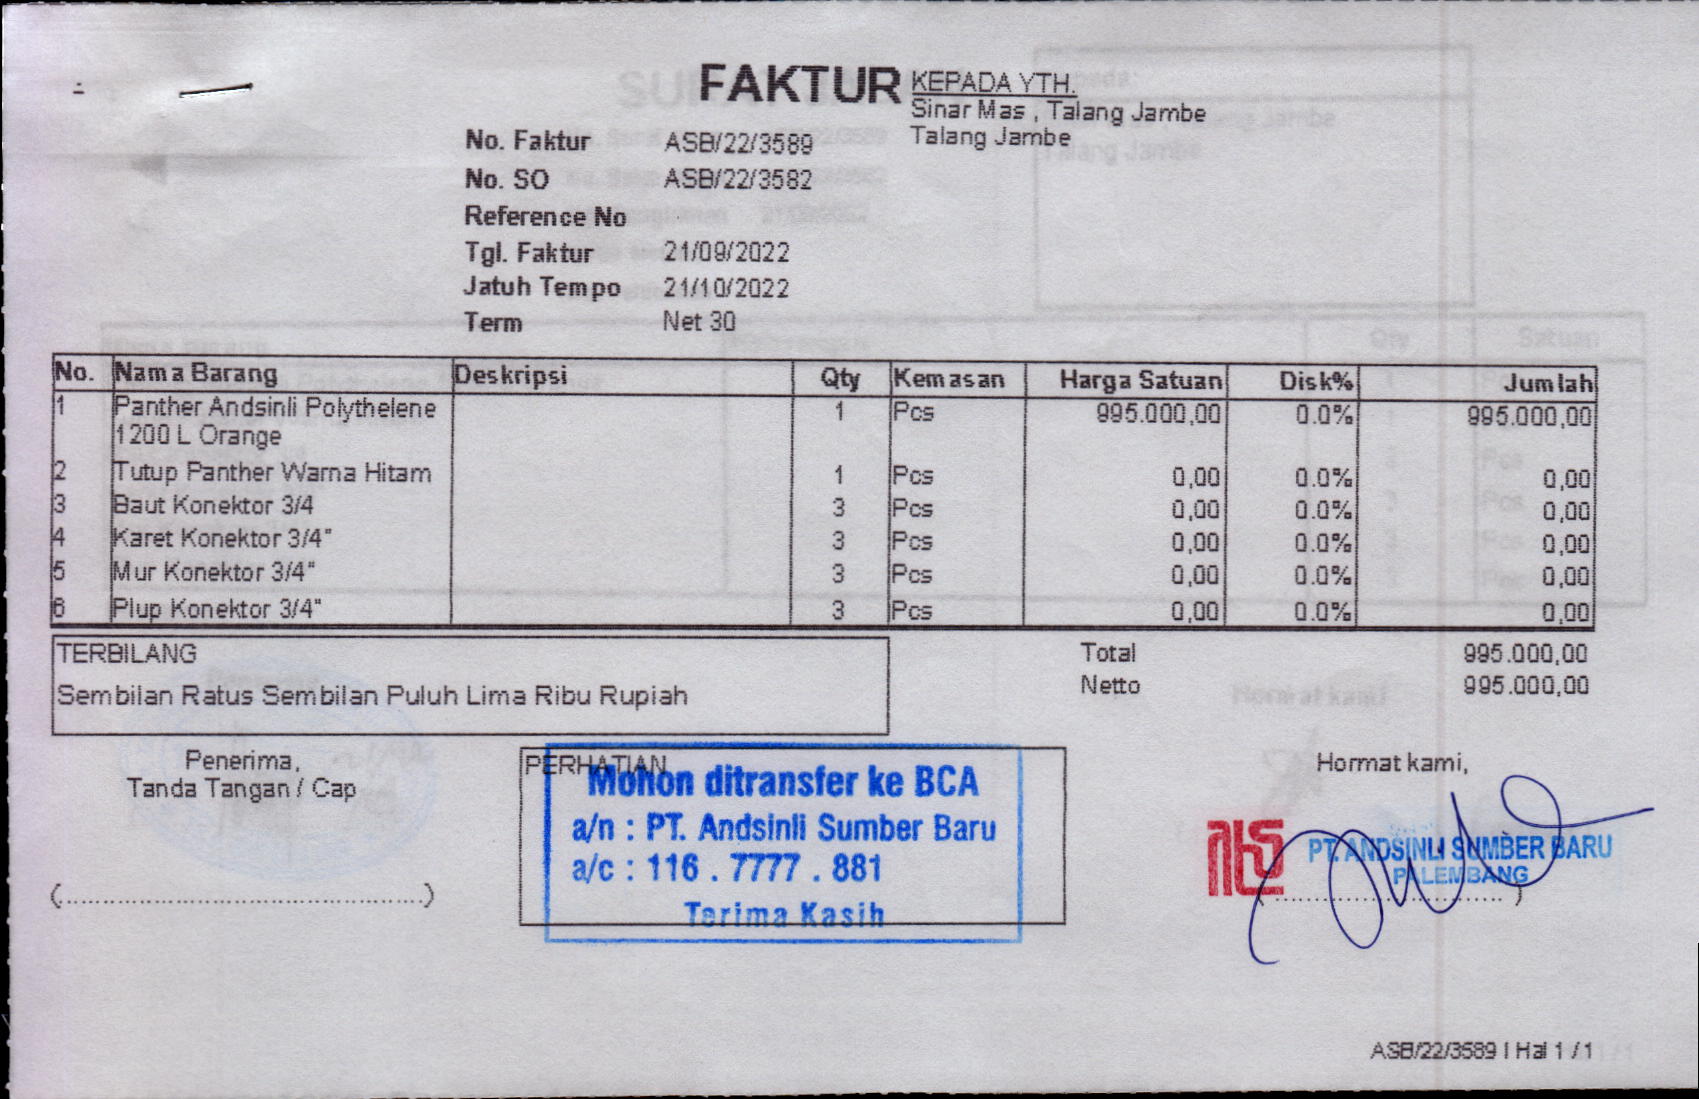 FAKTUR
KEPADA YTH.
Sinar Mas , Talang Jambe
Talang Jambe
No. Faktur ASB/22/3589
No. SO ASB/22/3582
Reference No
Tgl. Faktur 21/09/2022
Jatuh Tempo 21/10/2022
Term Net 30
No. Nama Barang Deskripsi Qty Kemasan Harga Satuan Disk% Jumlah
1 Panther Andsinli Polythelene 1 Pcs 995.000,00 0.0% 995.000,00
1200 L Orange
2 Tutup Panther Warna Hitam 1 Pcs 0,00 0.0% 0,00
3 Baut Konektor 3/4 3 Pcs 0,00 0.0% 0,00
4 Karet Konektor 3/4" 3 Pcs 0,00 0.0% 0,00
5 Mur Konektor 3/4" 3 Pcs 0,00 0.0% 0,00
6 Plup Konektor 3/4" 3 Pcs 0,00 0.0% 0,00
TERBILANG
Sembilan Ratus Sembilan Puluh Lima Ribu Rupiah
Total 995.000,00
Netto 995.000,00
Penerima,
Tanda Tangan / Cap
(..............................................)
PERHATIAN
Mohon ditransfer ke BCA
a/n : PT. Andsinli Sumber Baru
a/c : 116 . 7777 . 881
Terima Kasih
Hormat kami,
PT. ANDSINLI SUMBER BARU
PALEMBANG
(..............................)
ASB/22/3589 | Hal 1 / 1